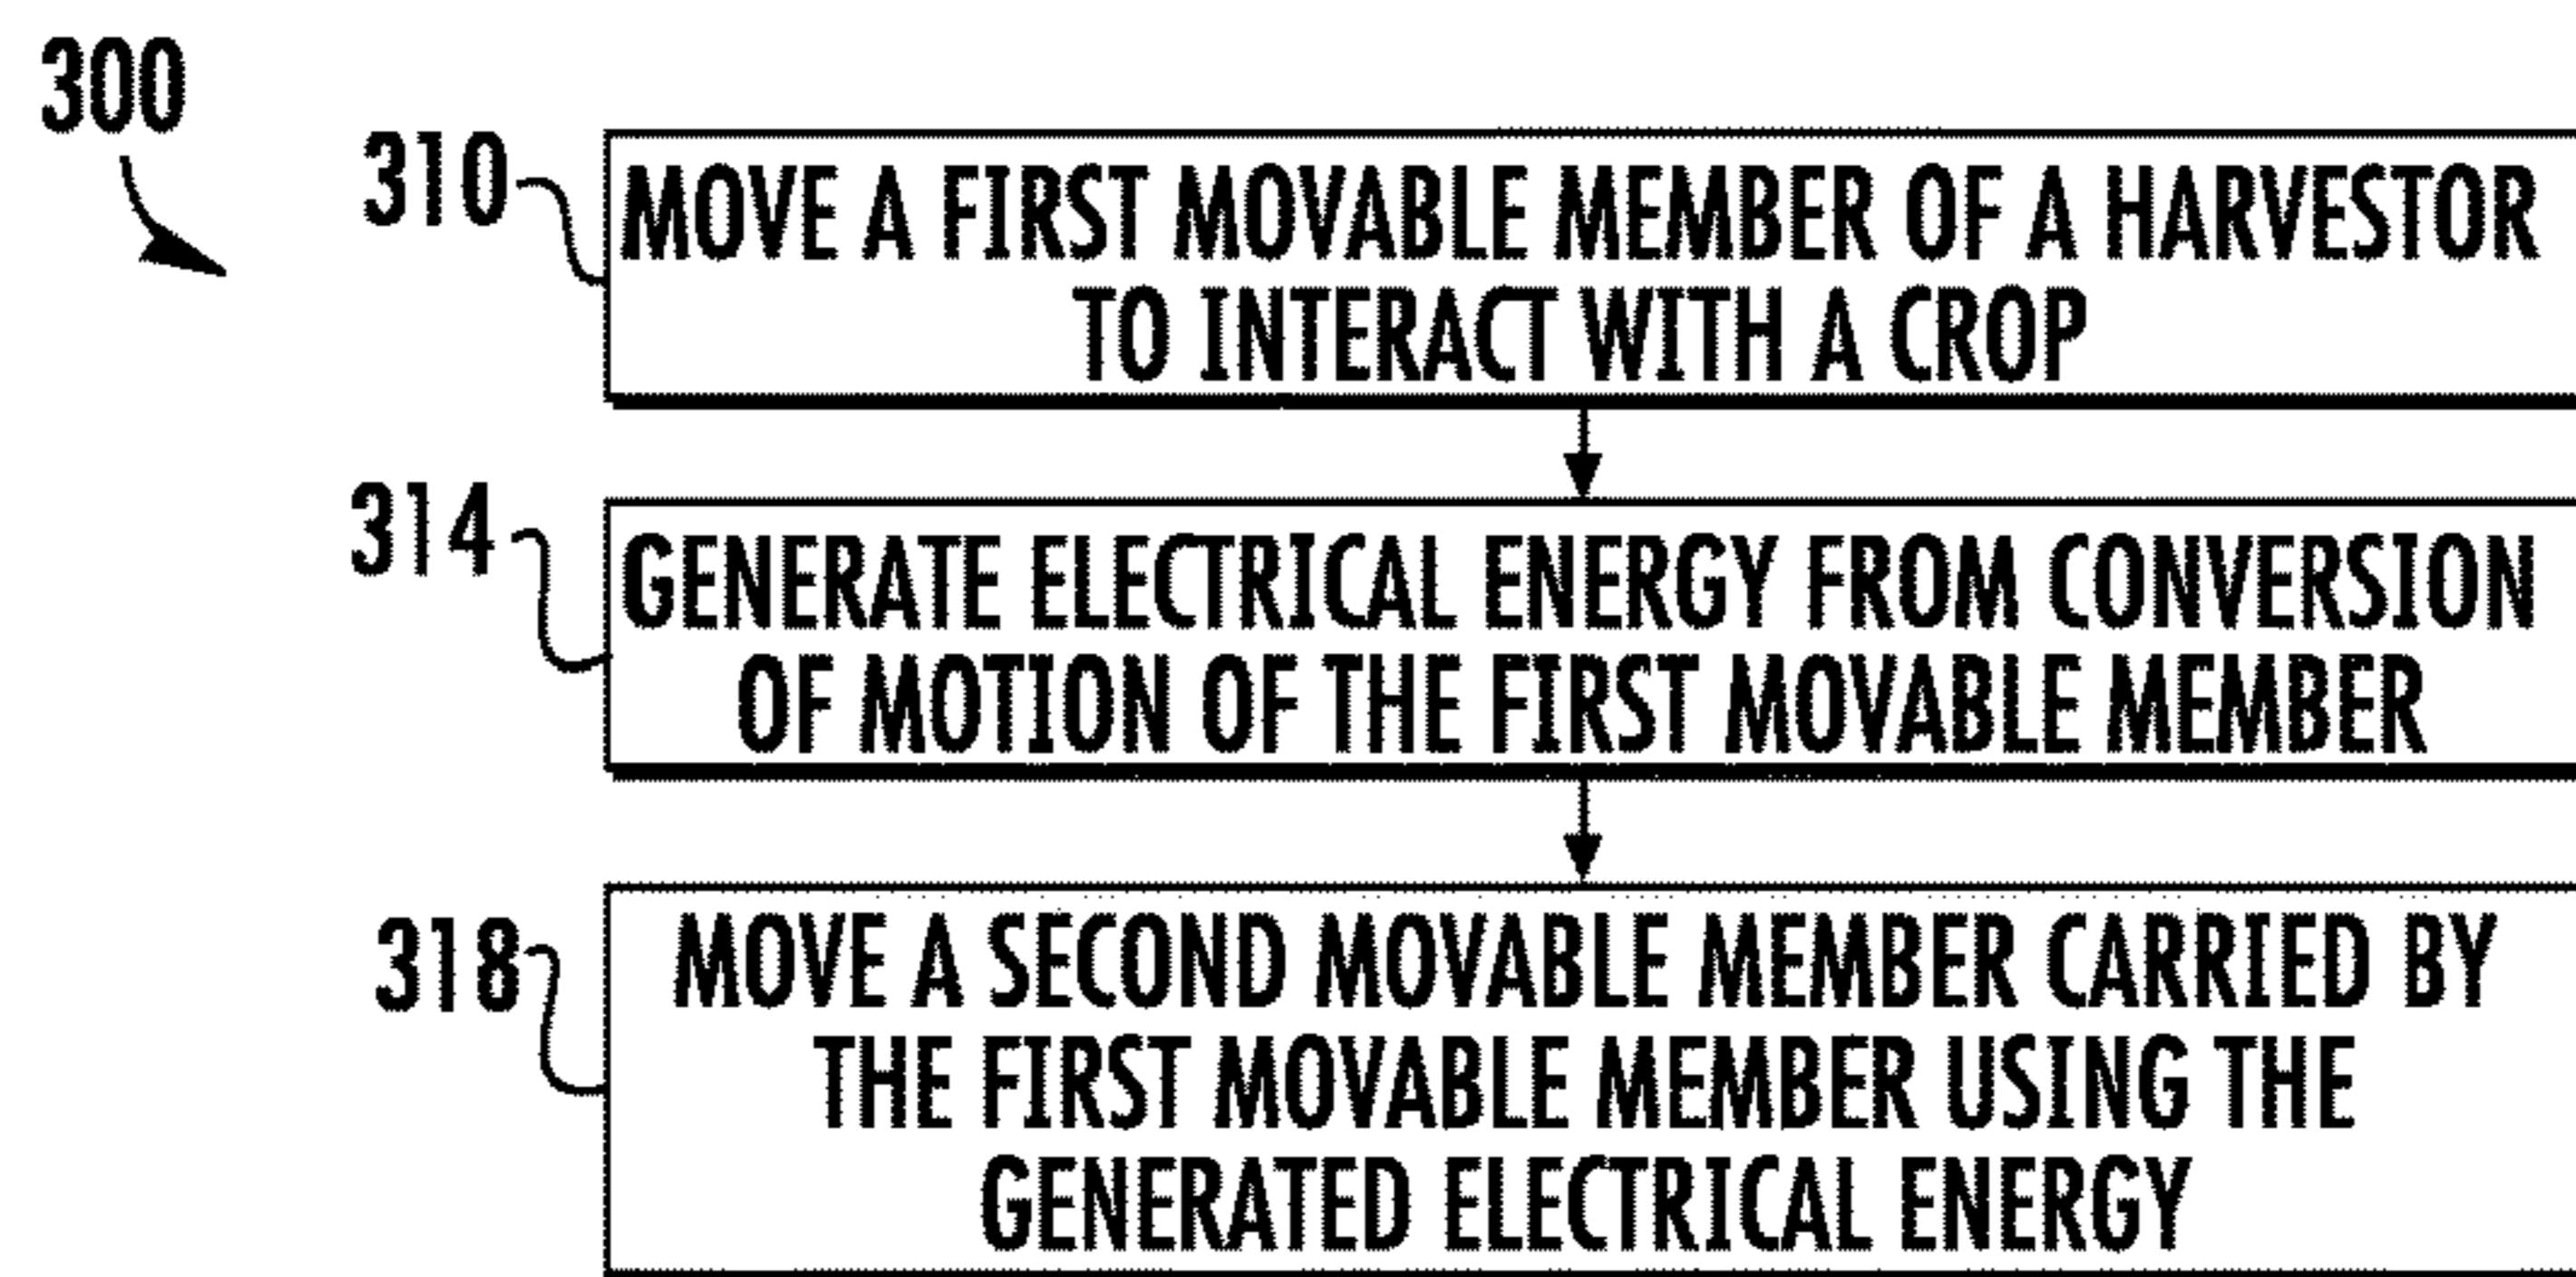 300
310
MOVE A FIRST MOVABLE MEMBER OF A HARVESTOR
TO INTERACT WITH A CROP
314
GENERATE ELECTRICAL ENERGY FROM CONVERSION
OF MOTION OF THE FIRST MOVABLE MEMBER
318
MOVE A SECOND MOVABLE MEMBER CARRIED BY
THE FIRST MOVABLE MEMBER USING THE
GENERATED ELECTRICAL ENERGY